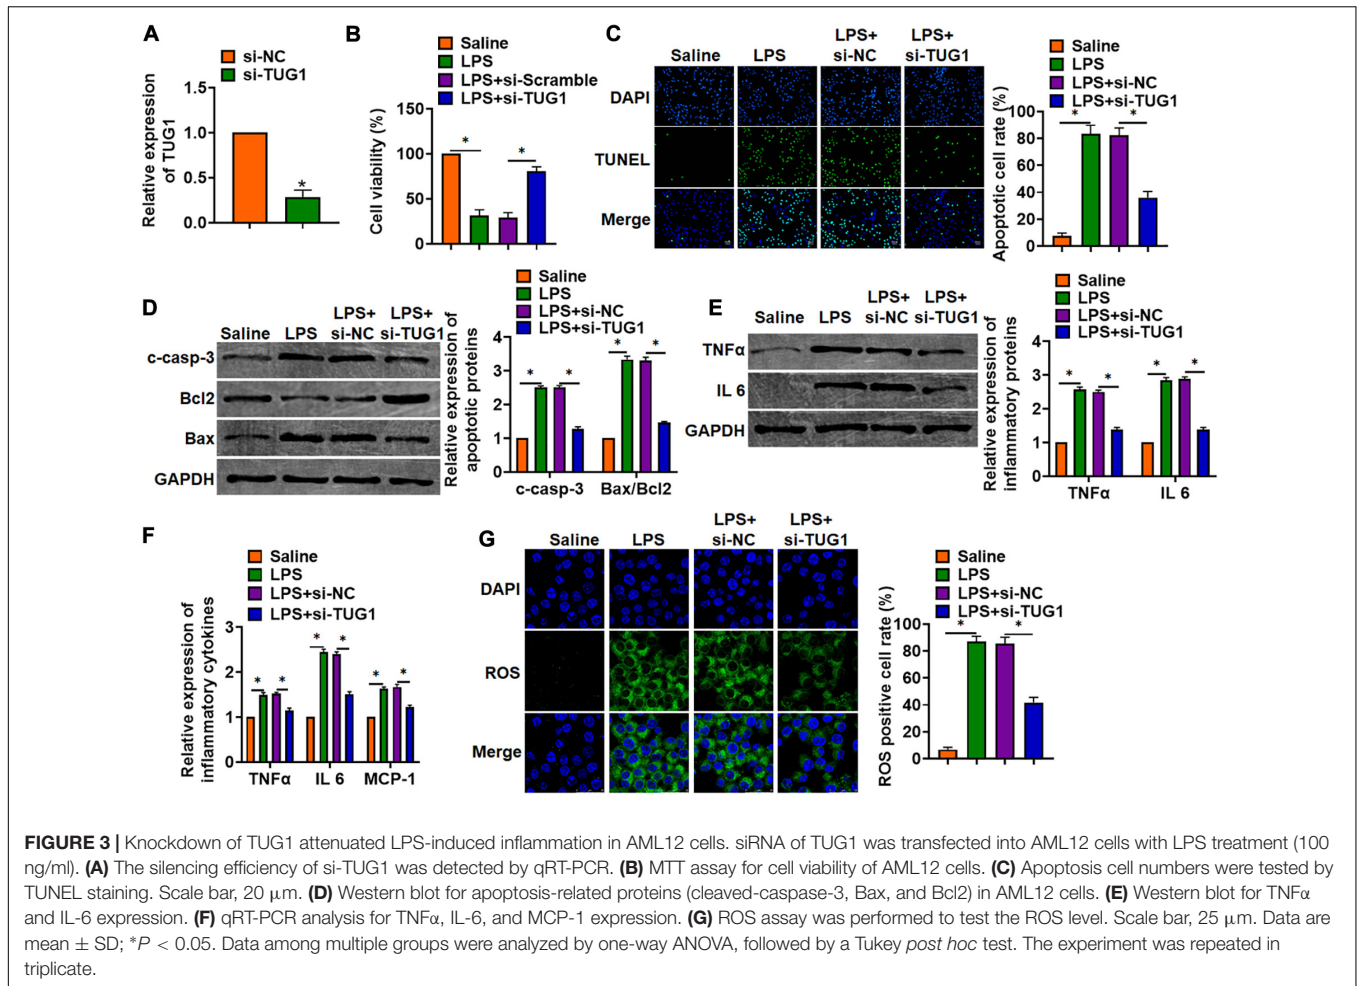 A
si-NC
si-TUG1
Relative expression
of TUG1
1.5
1.0
0.5
0.0
*
B
Saline
LPS
LPS+si-Scramble
LPS+si-TUG1
Cell viability (%)
150
100
50
0
*
*
C
Saline
LPS
LPS+
si-NC
LPS+
si-TUG1
DAPI
TUNEL
Merge
Saline
LPS
LPS+si-NC
LPS+si-TUG1
Apoptotic cell rate (%)
100
80
60
40
20
0
*
*
D
Saline
LPS
LPS+
si-NC
LPS+
si-TUG1
c-casp-3
Bcl2
Bax
GAPDH
Saline
LPS
LPS+si-NC
LPS+si-TUG1
Relative expression of
apoptotic proteins
4
3
2
1
0
*
*
*
*
c-casp-3
Bax/Bcl2
E
Saline
LPS
LPS+
si-NC
LPS+
si-TUG1
TNFα
IL 6
GAPDH
Saline
LPS
LPS+si-NC
LPS+si-TUG1
Relative expression of
inflammatory proteins
4
3
2
1
0
*
*
*
*
TNFα
IL 6
F
Saline
LPS
LPS+si-NC
LPS+si-TUG1
Relative expression of
inflammatory cytokines
3
2
1
0
*
*
*
*
*
*
TNFα
IL 6
MCP-1
G
Saline
LPS
LPS+
si-NC
LPS+
si-TUG1
DAPI
ROS
Merge
Saline
LPS
LPS+si-NC
LPS+si-TUG1
ROS positive cell rate (%)
100
80
60
40
20
0
*
*
FIGURE 3 | Knockdown of TUG1 attenuated LPS-induced inflammation in AML12 cells. siRNA of TUG1 was transfected into AML12 cells with LPS treatment (100
ng/ml). (A) The silencing efficiency of si-TUG1 was detected by qRT-PCR. (B) MTT assay for cell viability of AML12 cells. (C) Apoptosis cell numbers were tested by
TUNEL staining. Scale bar, 20 μm. (D) Western blot for apoptosis-related proteins (cleaved-caspase-3, Bax, and Bcl2) in AML12 cells. (E) Western blot for TNFα
and IL-6 expression. (F) qRT-PCR analysis for TNFα, IL-6, and MCP-1 expression. (G) ROS assay was performed to test the ROS level. Scale bar, 25 μm. Data are
mean ± SD; *P < 0.05. Data among multiple groups were analyzed by one-way ANOVA, followed by a Tukey post hoc test. The experiment was repeated in
triplicate.